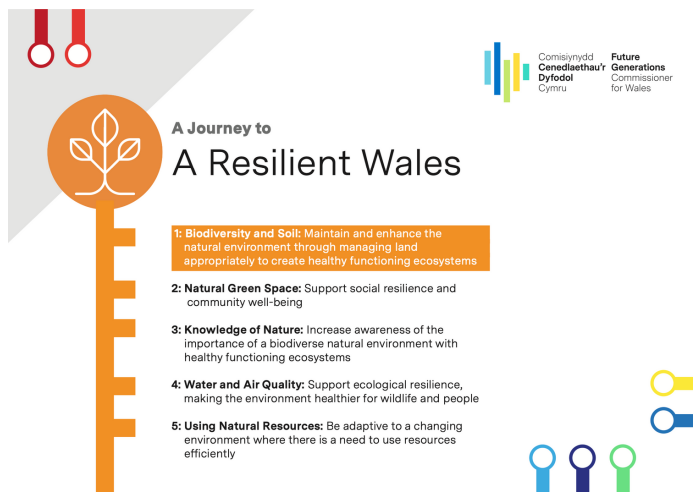 Comisiynydd
Cenedlaethau'r
Dyfodol
Cymru
Future
Generations
Commissioner
for Wales
A Journey to
A Resilient Wales
1: Biodiversity and Soil: Maintain and enhance the
natural environment through managing land
appropriately to create healthy functioning ecosystems
2: Natural Green Space: Support social resilience and
community well-being
3: Knowledge of Nature: Increase awareness of the
importance of a biodiverse natural environment with
healthy functioning ecosystems
4: Water and Air Quality: Support ecological resilience,
making the environment healthier for wildlife and people
5: Using Natural Resources: Be adaptive to a changing
environment where there is a need to use resources
efficiently